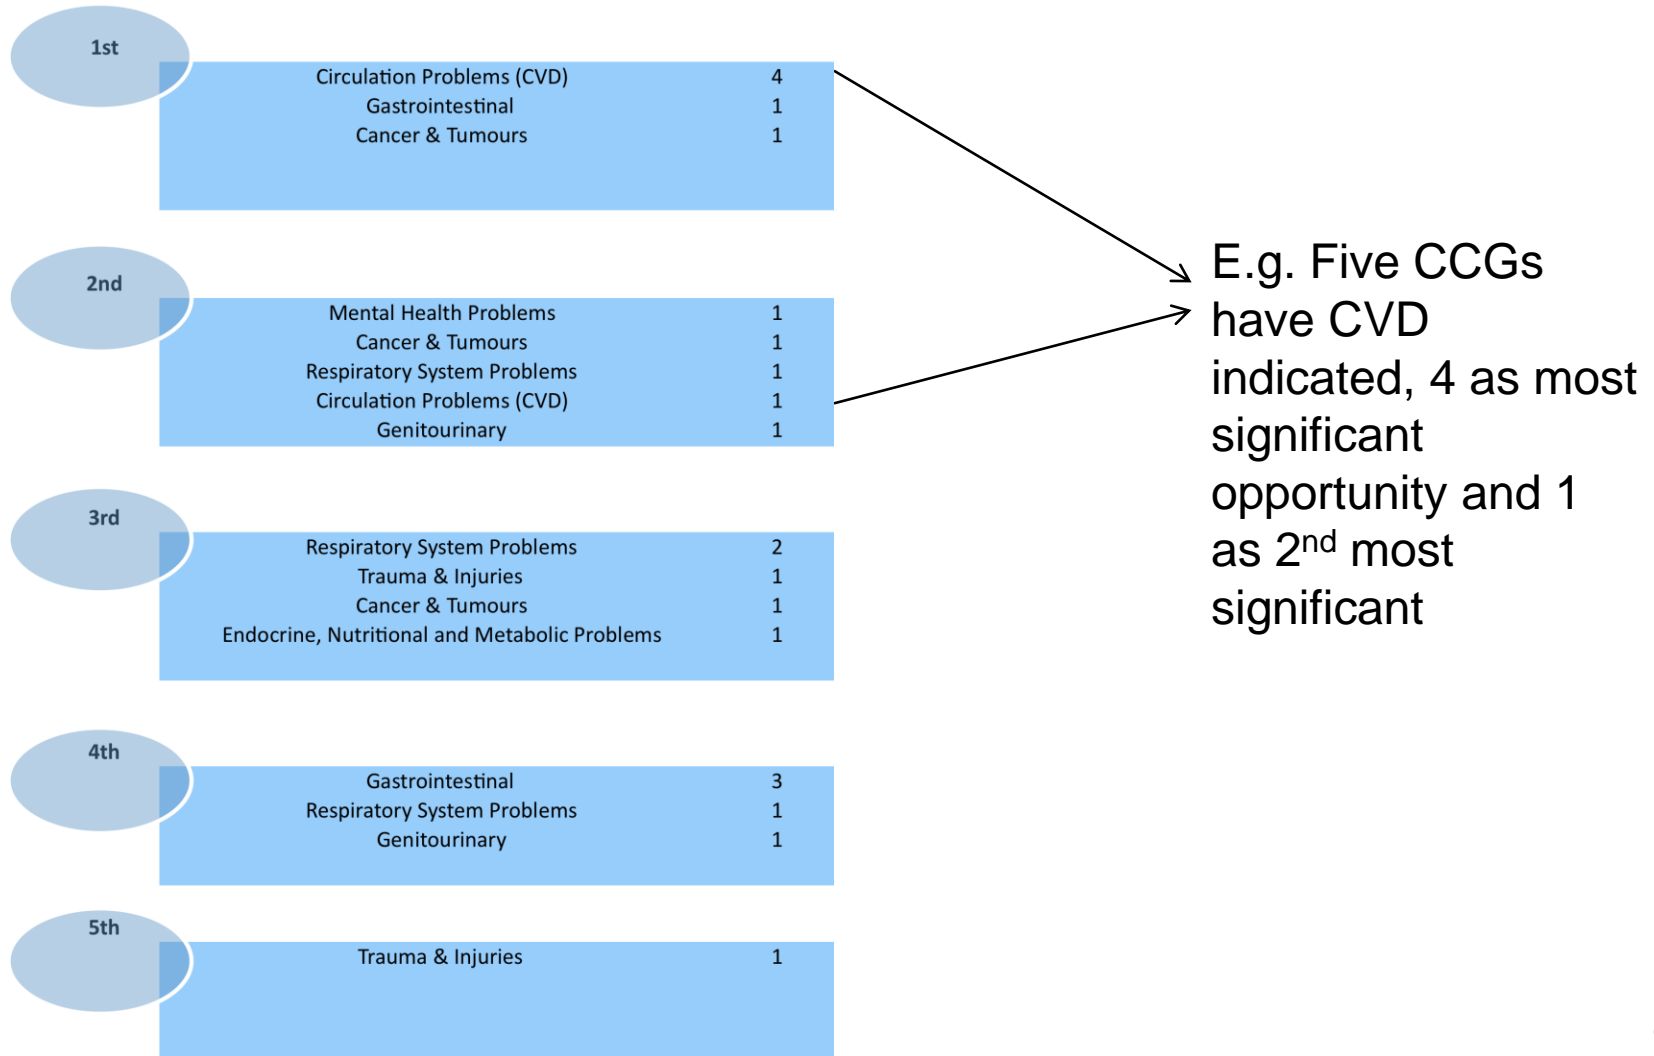 1st
Circulation Problems (CVD) 4
Gastrointestinal 1
Cancer & Tumours 1
2nd
Mental Health Problems 1
Cancer & Tumours 1
Respiratory System Problems 1
Circulation Problems (CVD) 1
Genitourinary 1
3rd
Respiratory System Problems 2
Trauma & Injuries 1
Cancer & Tumours 1
Endocrine, Nutritional and Metabolic Problems 1
4th
Gastrointestinal 3
Respiratory System Problems 1
Genitourinary 1
5th
Trauma & Injuries 1
E.g. Five CCGs
have CVD
indicated, 4 as most
significant
opportunity and 1
as 2nd most
significant